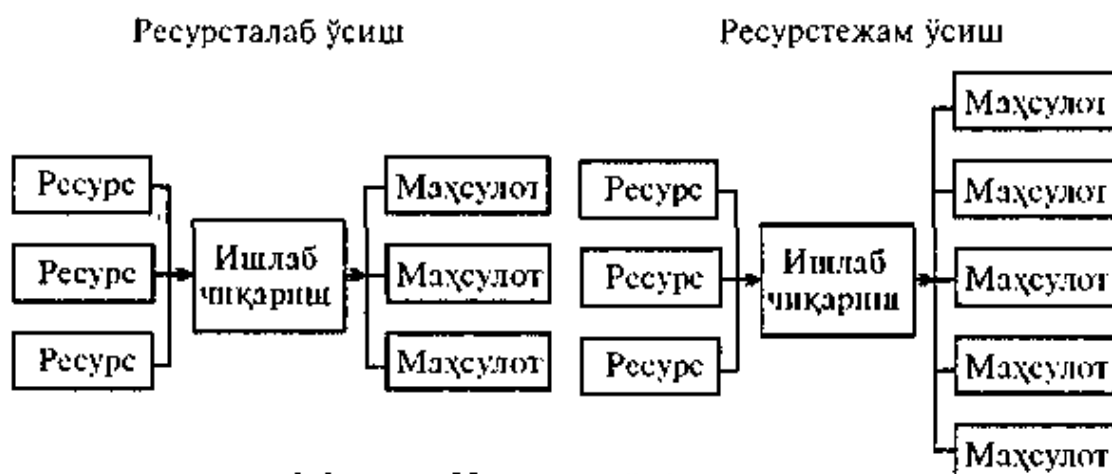 Ресурсталаб ўсиш
Ресурс
Ресурс
Ресурс
Ишлаб
чиқариш
Маҳсулот
Маҳсулот
Маҳсулот
Ресурстежам ўсиш
Ресурс
Ресурс
Ресурс
Ишлаб
чиқариш
Маҳсулот
Маҳсулот
Маҳсулот
Маҳсулот
Маҳсулот